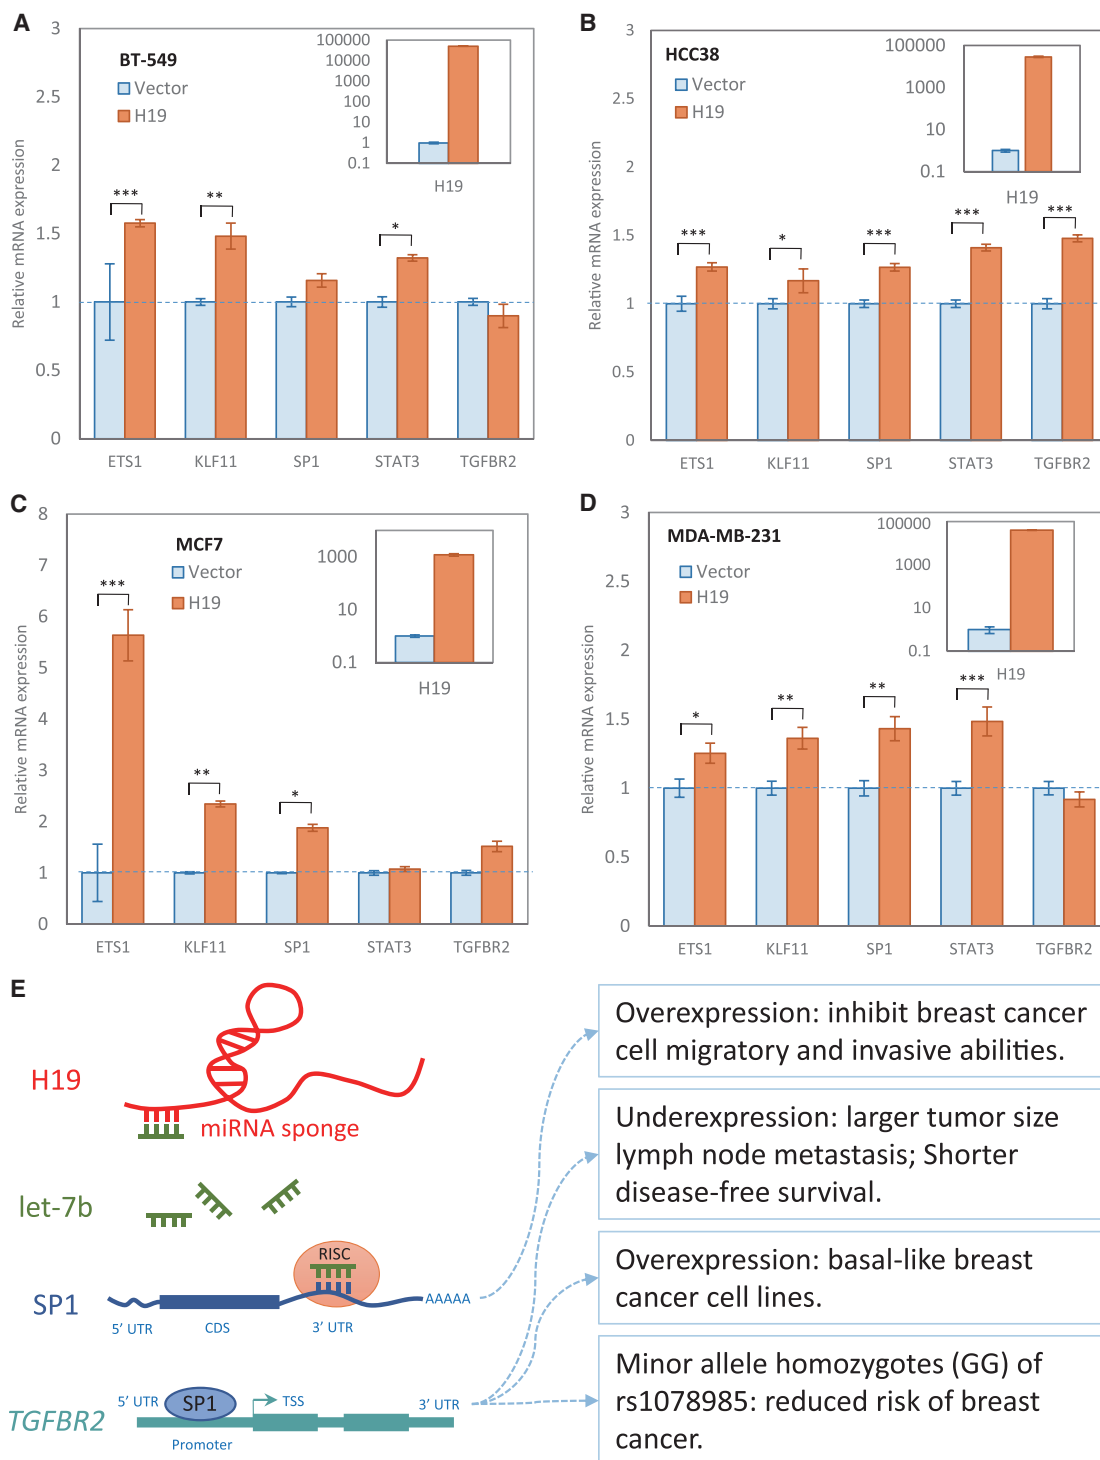 A
BT-549
Vector
H19
Relative mRNA expression
3
2.5
2
1.5
1
0.5
0
***
**
*
ETS1 KLF11 SP1 STAT3 TGFBR2
100000
10000
1000
100
10
1
0.1
H19
B
HCC38
Vector
H19
Relative mRNA expression
3
2.5
2
1.5
1
0.5
0
***
*
***
***
***
ETS1 KLF11 SP1 STAT3 TGFBR2
100000
1000
10
0.1
H19
C
MCF7
Vector
H19
Relative mRNA expression
8
7
6
5
4
3
2
1
0
***
**
*
ETS1 KLF11 SP1 STAT3 TGFBR2
1000
10
0.1
H19
D
MDA-MB-231
Vector
H19
Relative mRNA expression
3
2.5
2
1.5
1
0.5
0
*
**
**
***
ETS1 KLF11 SP1 STAT3 TGFBR2
100000
1000
10
0.1
H19
E
H19
miRNA sponge
let-7b
RISC
SP1
AAAAA
5' UTR CDS 3' UTR
5' UTR SP1 TSS 3' UTR
TGFBR2
Promoter
Overexpression: inhibit breast cancer
cell migratory and invasive abilities.
Underexpression: larger tumor size
lymph node metastasis; Shorter
disease-free survival.
Overexpression: basal-like breast
cancer cell lines.
Minor allele homozygotes (GG) of
rs1078985: reduced risk of breast
cancer.